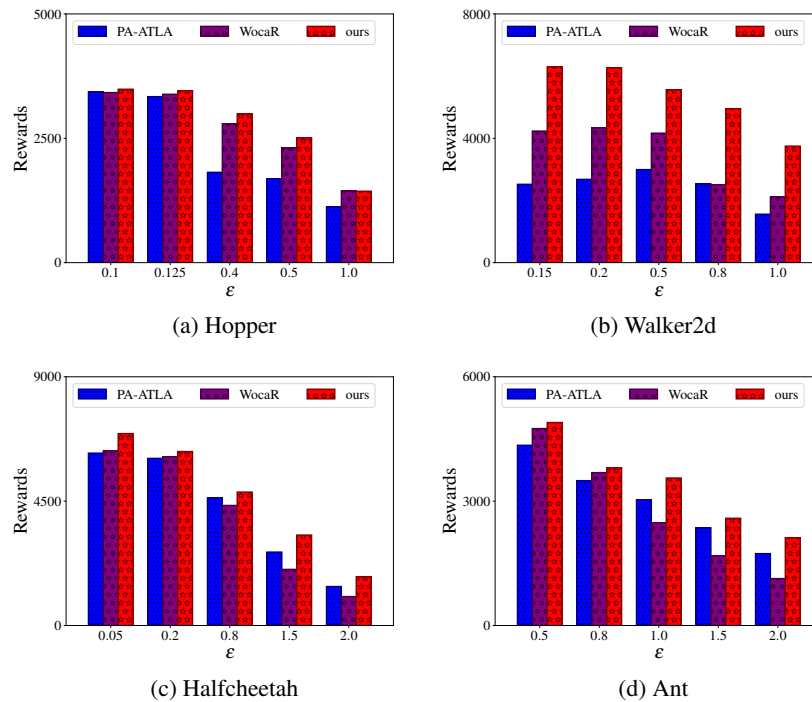 5000
PA-ATLA WocaR ours
Rewards
2500
0
0.1 0.125 0.4 0.5 1.0
ε
(a) Hopper
8000
PA-ATLA WocaR ours
Rewards
4000
0
0.15 0.2 0.5 0.8 1.0
ε
(b) Walker2d
9000
PA-ATLA WocaR ours
Rewards
4500
0
0.05 0.2 0.8 1.5 2.0
ε
(c) Halfcheetah
6000
PA-ATLA WocaR ours
Rewards
3000
0
0.5 0.8 1.0 1.5 2.0
ε
(d) Ant